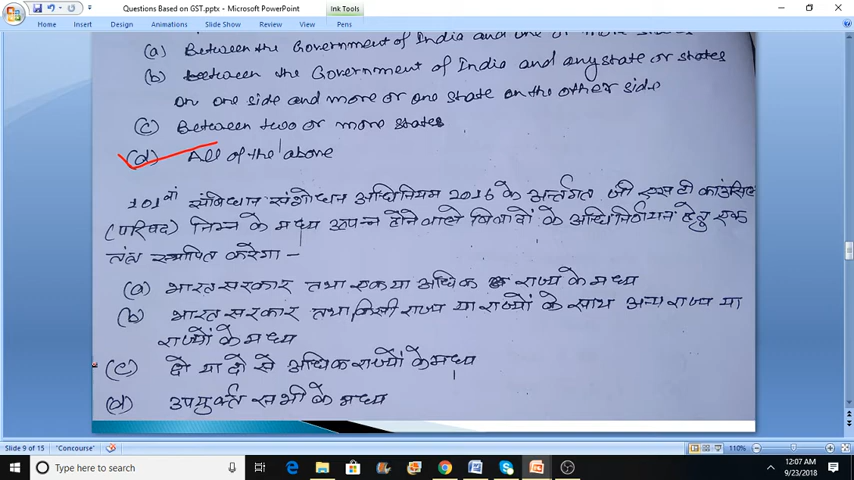 Questions Based on GST.pptx - Microsoft PowerPoint
Ink Tools
Home Insert Design Animations Slide Show Review View Pens
(a) Between the Government of India and one or more
(b) between the Government of India and any state or states
on one side and more or one state on the other side
(c) Between two or more states
(d) All of the above
101वाँ संविधान संशोधन अधिनियम 2016 के अन्तर्गत जी एस टी काउंसिल
(परिषद) निम्न के मध्य उत्पन्न होने वाले विवादों के अधिनिर्णयन हेतु एक
तंत्र स्थापित करेगा -
(a) भारत सरकार तथा एक या अधिक राज्य के मध्य
(b) भारत सरकार तथा किसी राज्य या राज्यों के साथ अन्य राज्य या
राज्यों के मध्य
(c) दो या दो से अधिक राज्यों के मध्य
(d) उपर्युक्त सभी के मध्य
Slide 9 of 15 "Concourse" 110%
Type here to search
12:07 AM
9/23/2018